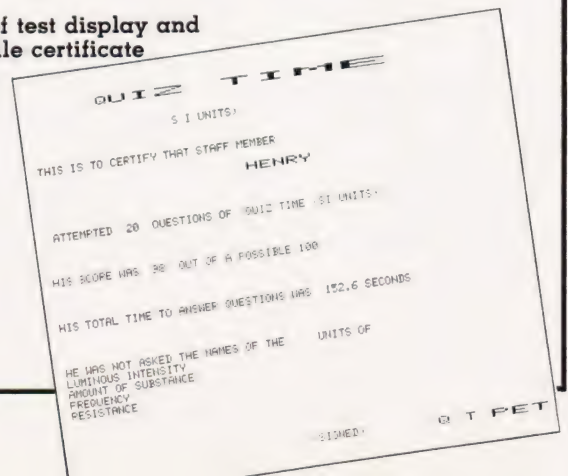 f test display and
le certificate
QUIZ TIME
S I UNITS
THIS IS TO CERTIFY THAT STAFF MEMBER
HENRY
ATTEMPTED 20 QUESTIONS OF QUIZ TIME SI UNITS
HIS SCORE WAS 98 OUT OF A POSSIBLE 100
HIS TOTAL TIME TO ANSWER QUESTIONS WAS 152.6 SECONDS
HE WAS NOT ASKED THE NAMES OF THE UNITS OF
LUMINOUS INTENSITY
AMOUNT OF SUBSTANCE
FREQUENCY
RESISTANCE
SIGNED
Q T PET